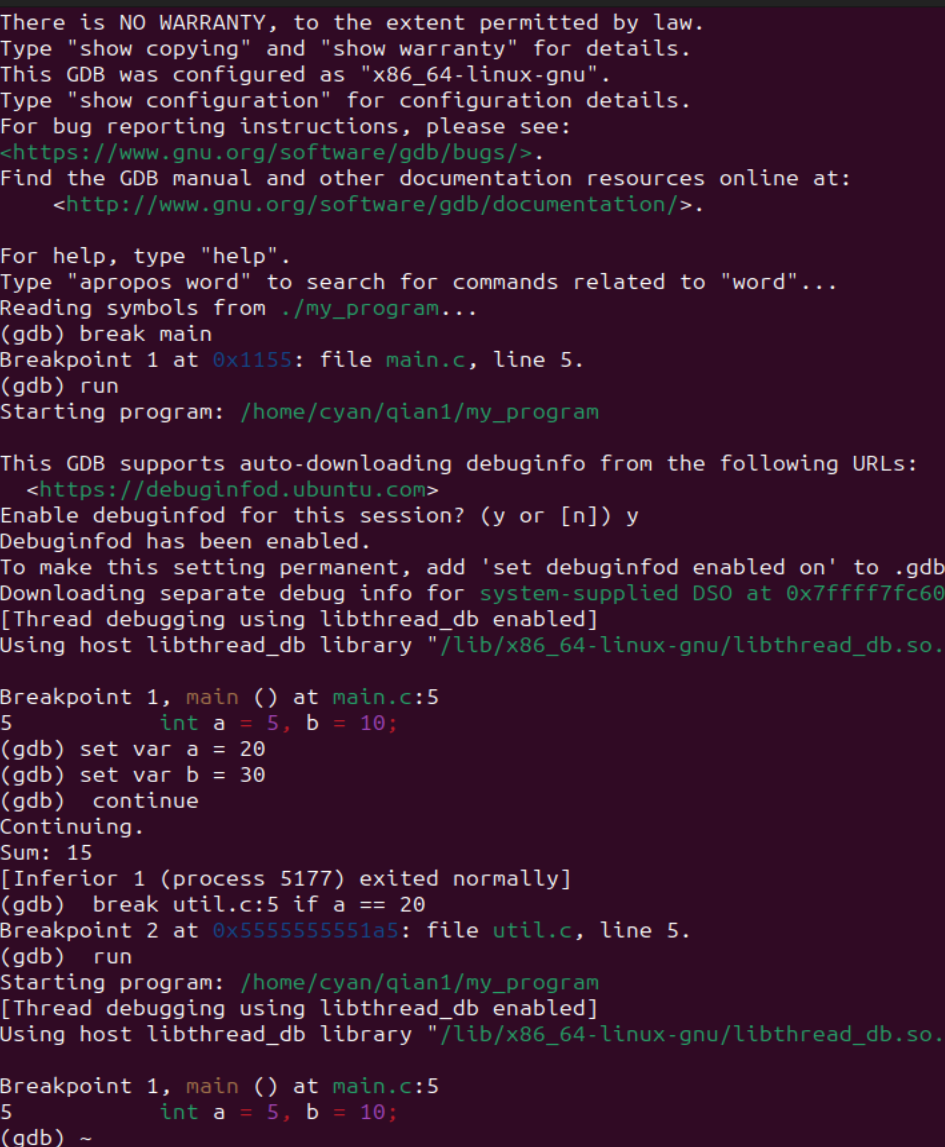 There is NO WARRANTY, to the extent permitted by law.
Type "show copying" and "show warranty" for details.
This GDB was configured as "x86_64-linux-gnu".
Type "show configuration" for configuration details.
For bug reporting instructions, please see:
<https://www.gnu.org/software/gdb/bugs/>.
Find the GDB manual and other documentation resources online at:
    <http://www.gnu.org/software/gdb/documentation/>.

For help, type "help".
Type "apropos word" to search for commands related to "word"...
Reading symbols from ./my_program...
(gdb) break main
Breakpoint 1 at 0x1155: file main.c, line 5.
(gdb) run
Starting program: /home/cyan/qian1/my_program

This GDB supports auto-downloading debuginfo from the following URLs:
  <https://debuginfod.ubuntu.com>
Enable debuginfod for this session? (y or [n]) y
Debuginfod has been enabled.
To make this setting permanent, add 'set debuginfod enabled on' to .gdb
Downloading separate debug info for system-supplied DSO at 0x7ffff7fc60
[Thread debugging using libthread_db enabled]
Using host libthread_db library "/lib/x86_64-linux-gnu/libthread_db.so.

Breakpoint 1, main () at main.c:5
5           int a = 5, b = 10;
(gdb) set var a = 20
(gdb) set var b = 30
(gdb)  continue
Continuing.
Sum: 15
[Inferior 1 (process 5177) exited normally]
(gdb)  break util.c:5 if a == 20
Breakpoint 2 at 0x5555555551a5: file util.c, line 5.
(gdb)  run
Starting program: /home/cyan/qian1/my_program
[Thread debugging using libthread_db enabled]
Using host libthread_db library "/lib/x86_64-linux-gnu/libthread_db.so.

Breakpoint 1, main () at main.c:5
5           int a = 5, b = 10;
(gdb) ~